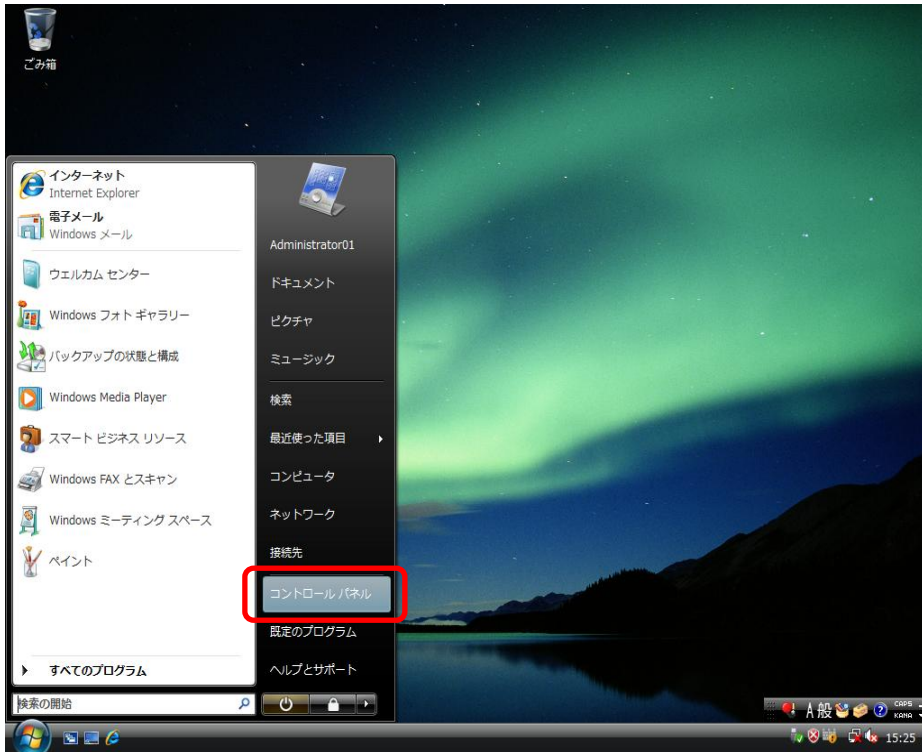 ごみ箱
インターネット
Internet Explorer
電子メール
Windows メール
ウェルカム センター
Windows フォト ギャラリー
バックアップの状態と構成
Windows Media Player
スマート ビジネス リソース
Windows FAX とスキャン
Windows ミーティング スペース
ペイント
すべてのプログラム
検索の開始
Administrator01
ドキュメント
ピクチャ
ミュージック
検索
最近使った項目
コンピュータ
ネットワーク
接続先
コントロール パネル
既定のプログラム
ヘルプとサポート
A 般
CAPS
KANA
15:25